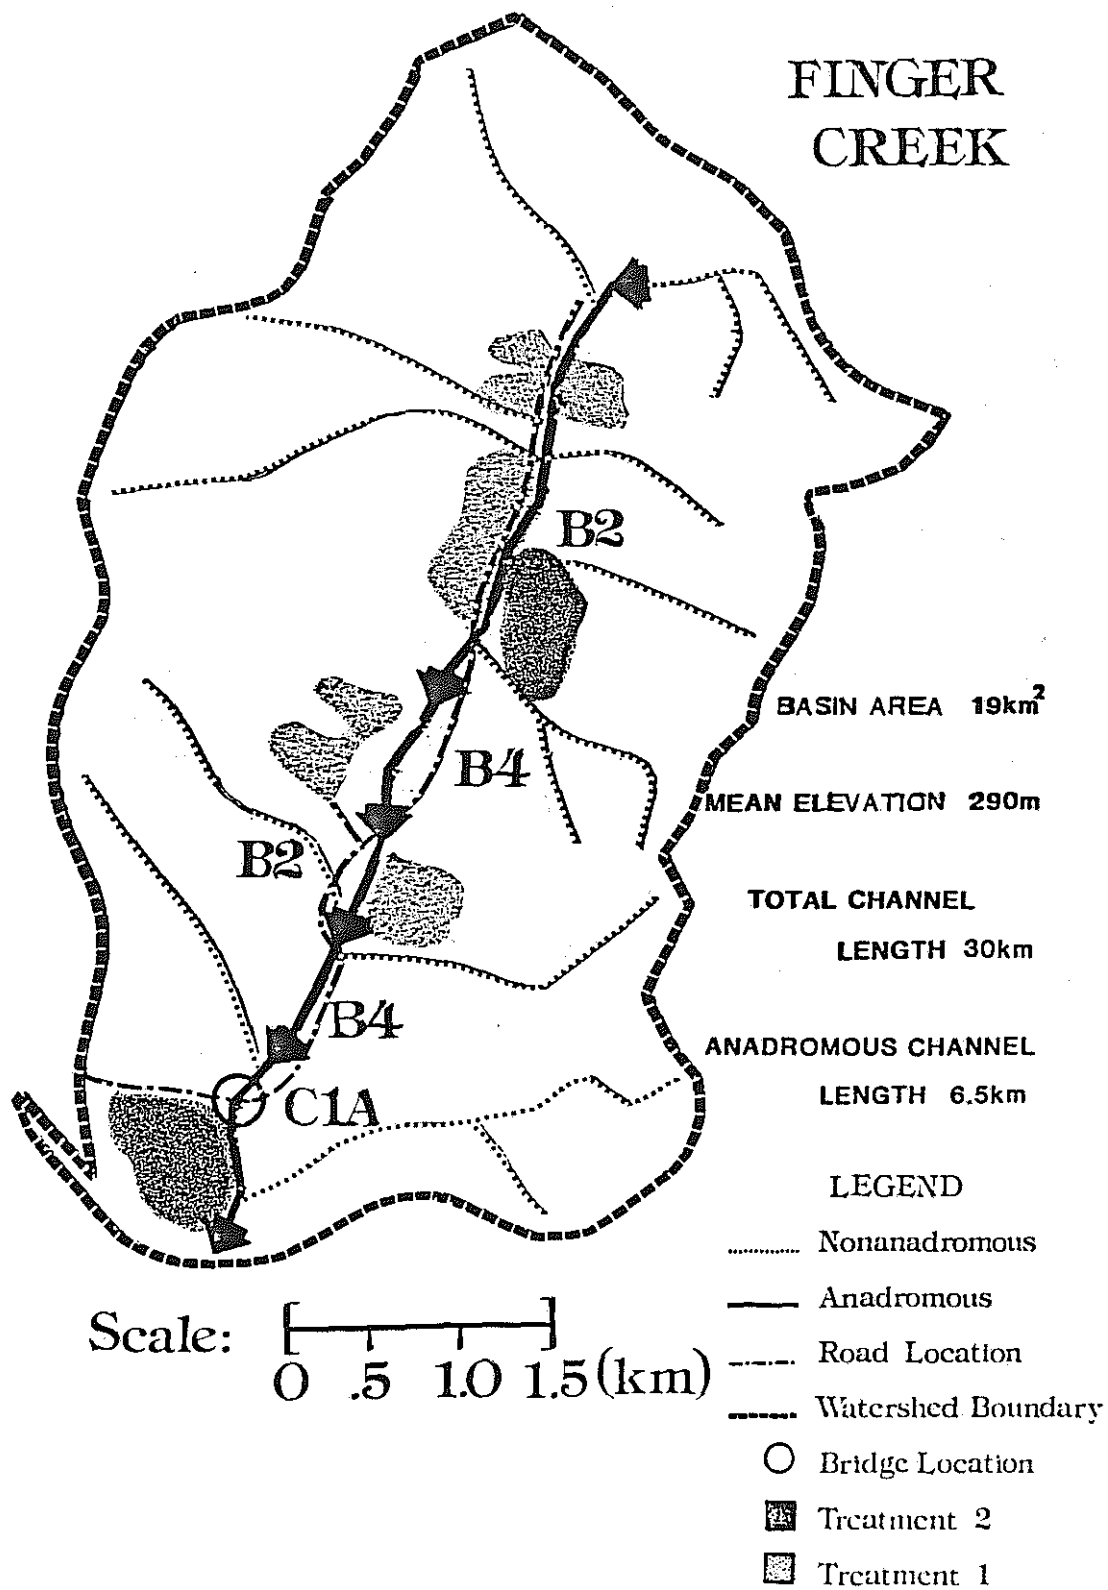 FINGER
CREEK
B2
BASIN AREA 19km²
B4
MEAN ELEVATION 290m
B2
TOTAL CHANNEL
LENGTH 30km
B4
ANADROMOUS CHANNEL
LENGTH 6.5km
C1A
LEGEND
Nonanadromous
Anadromous
Road Location
Watershed Boundary
Bridge Location
Treatment 2
Treatment 1
Scale:
0 .5 1.0 1.5 (km)